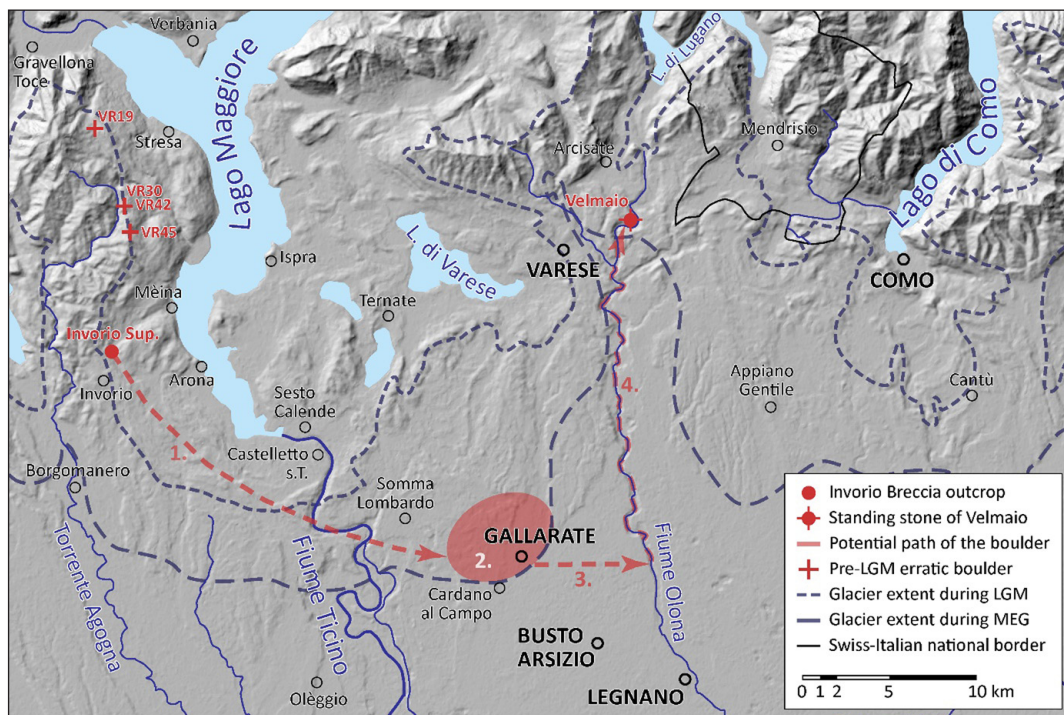 Verbania
Gravellona
Toce
VR19
Stresa
Lago Maggiore
VR30
VR42
VR45
Ispra
Mèina
Invorio Sup.
Arona
Invorio
Borgomanero
Torrente Agogna
1.
Sesto
Calende
Castelletto
s.T.
Fiume Ticino
Olèggio
L. di Varese
Ternate
Somma
Lombardo
2.
GALLARATE
Cardano
al Campo
3.
BUSTO
ARSIZIO
LEGNANO
Fiume Olona
4.
VARESE
Velmaio
Arcisate
L. di Lugano
Mendrisio
Lago di Como
COMO
Appiano
Gentile
Cantù
Invorio Breccia outcrop
Standing stone of Velmaio
Potential path of the boulder
Pre-LGM erratic boulder
Glacier extent during LGM
Glacier extent during MEG
Swiss-Italian national border
0 1 2 5 10 km